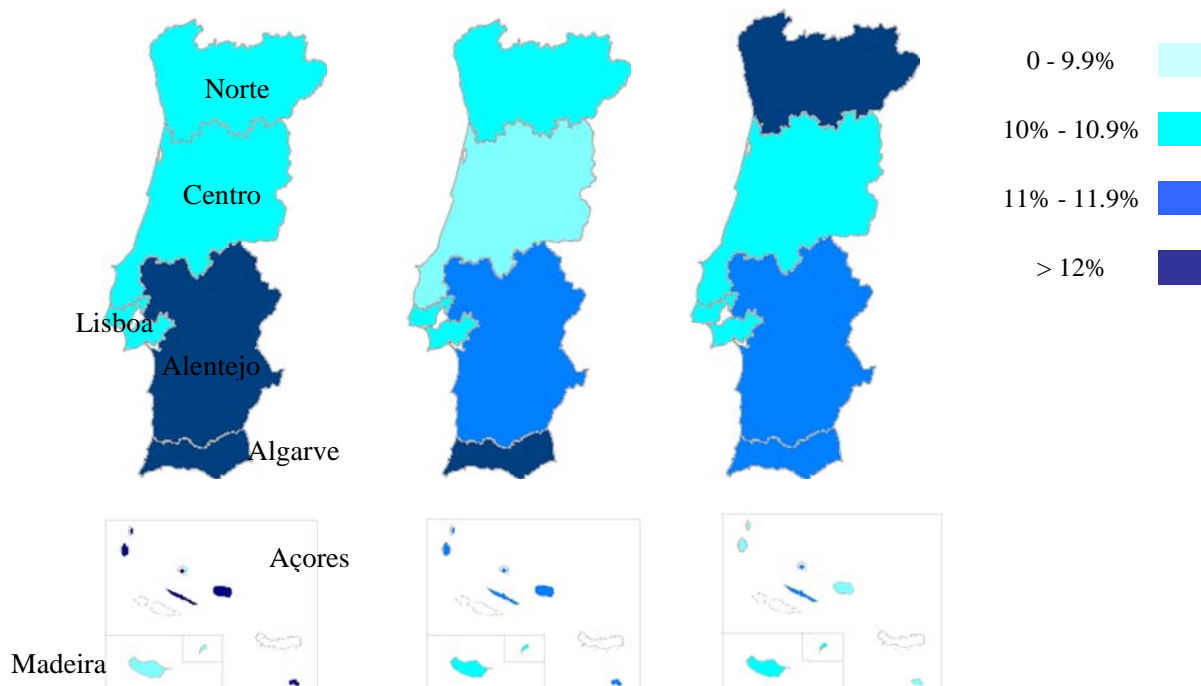 Norte
Centro
Lisboa
Alentejo
Algarve
Açores
Madeira
0 - 9.9%
10% - 10.9%
11% - 11.9%
> 12%